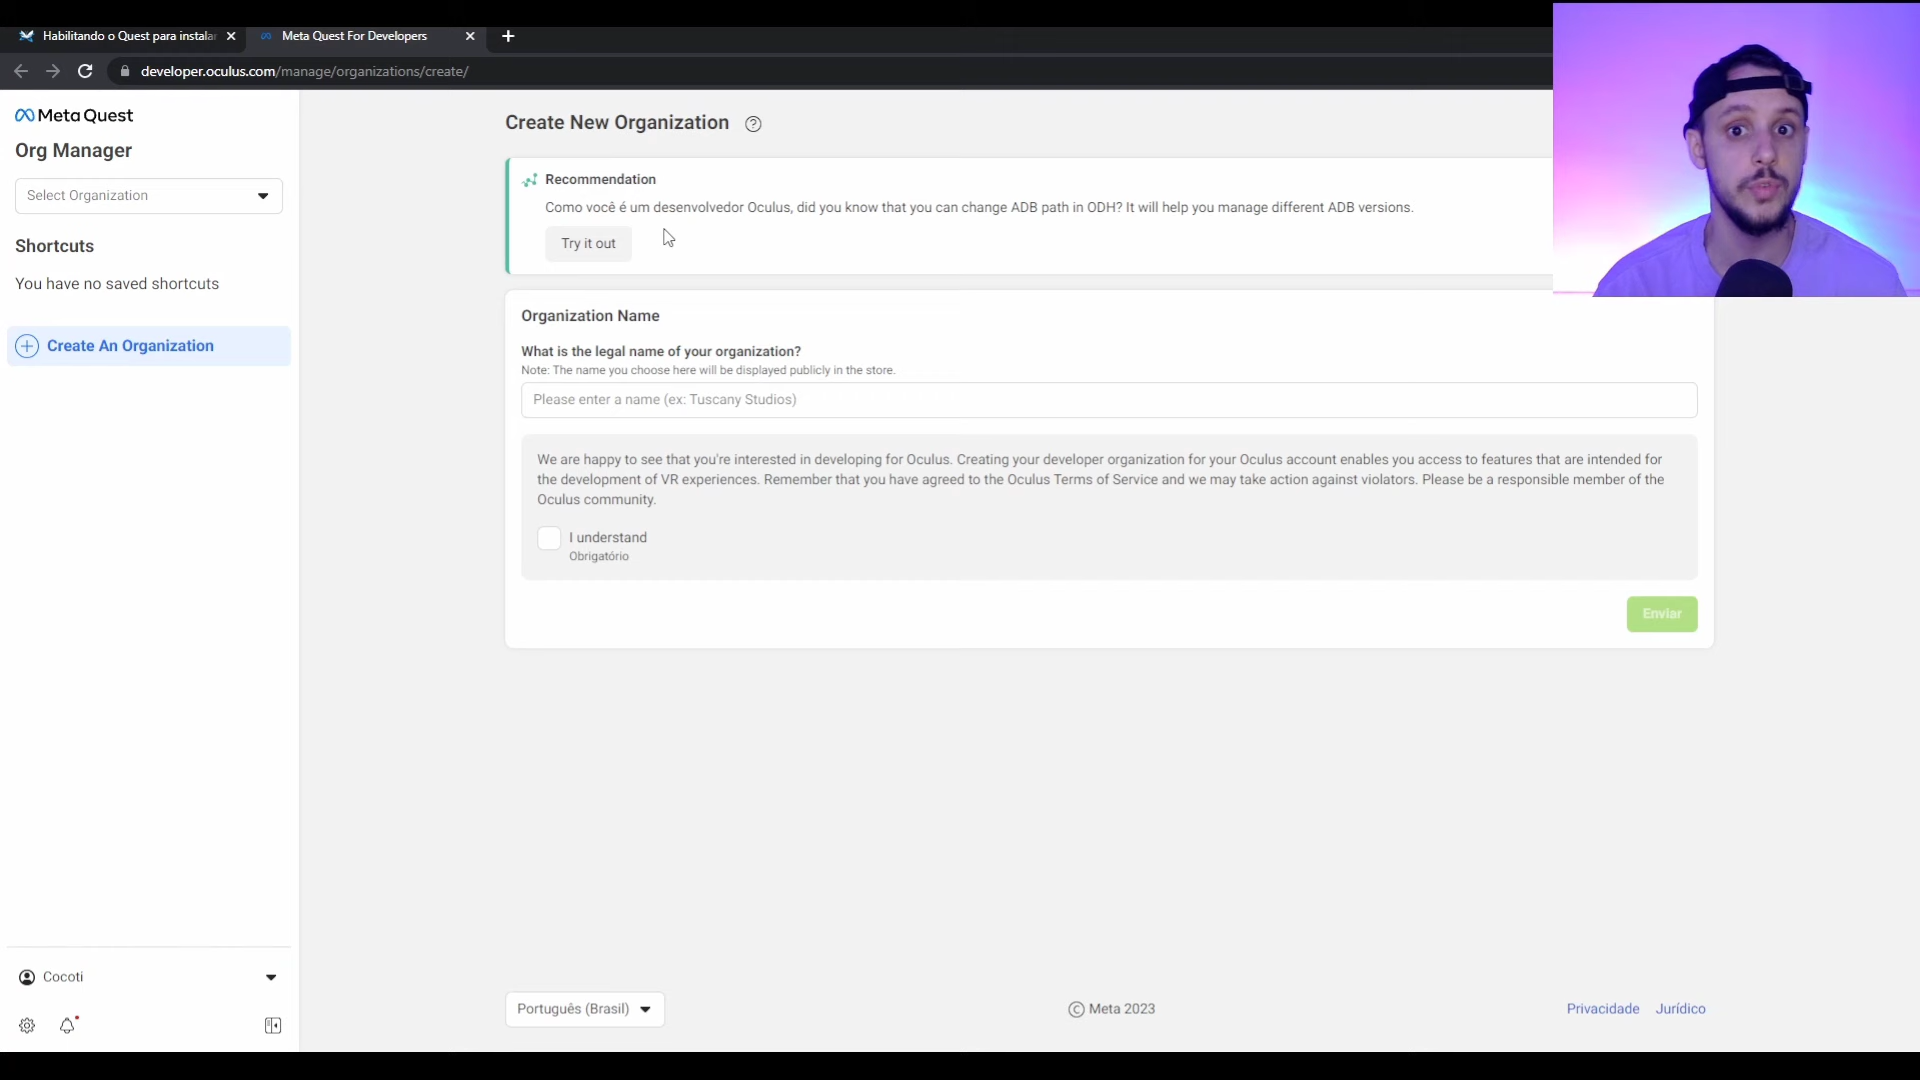 Habilitando o Quest para instalar
Meta Quest For Developers
developer.oculus.com/manage/organizations/create/
Meta Quest
Org Manager
Select Organization
Shortcuts
You have no saved shortcuts
Create An Organization
Create New Organization
Recommendation
Como você é um desenvolvedor Oculus, did you know that you can change ADB path in ODH? It will help you manage different ADB versions.
Try it out
Organization Name
What is the legal name of your organization?
Note: The name you choose here will be displayed publicly in the store.
Please enter a name (ex: Tuscany Studios)
We are happy to see that you're interested in developing for Oculus. Creating your developer organization for your Oculus account enables you access to features that are intended for
the development of VR experiences. Remember that you have agreed to the Oculus Terms of Service and we may take action against violators. Please be a responsible member of the
Oculus community.
I understand
Obrigatório
Enviar
Cocoti
Português (Brasil)
© Meta 2023
Privacidade
Jurídico